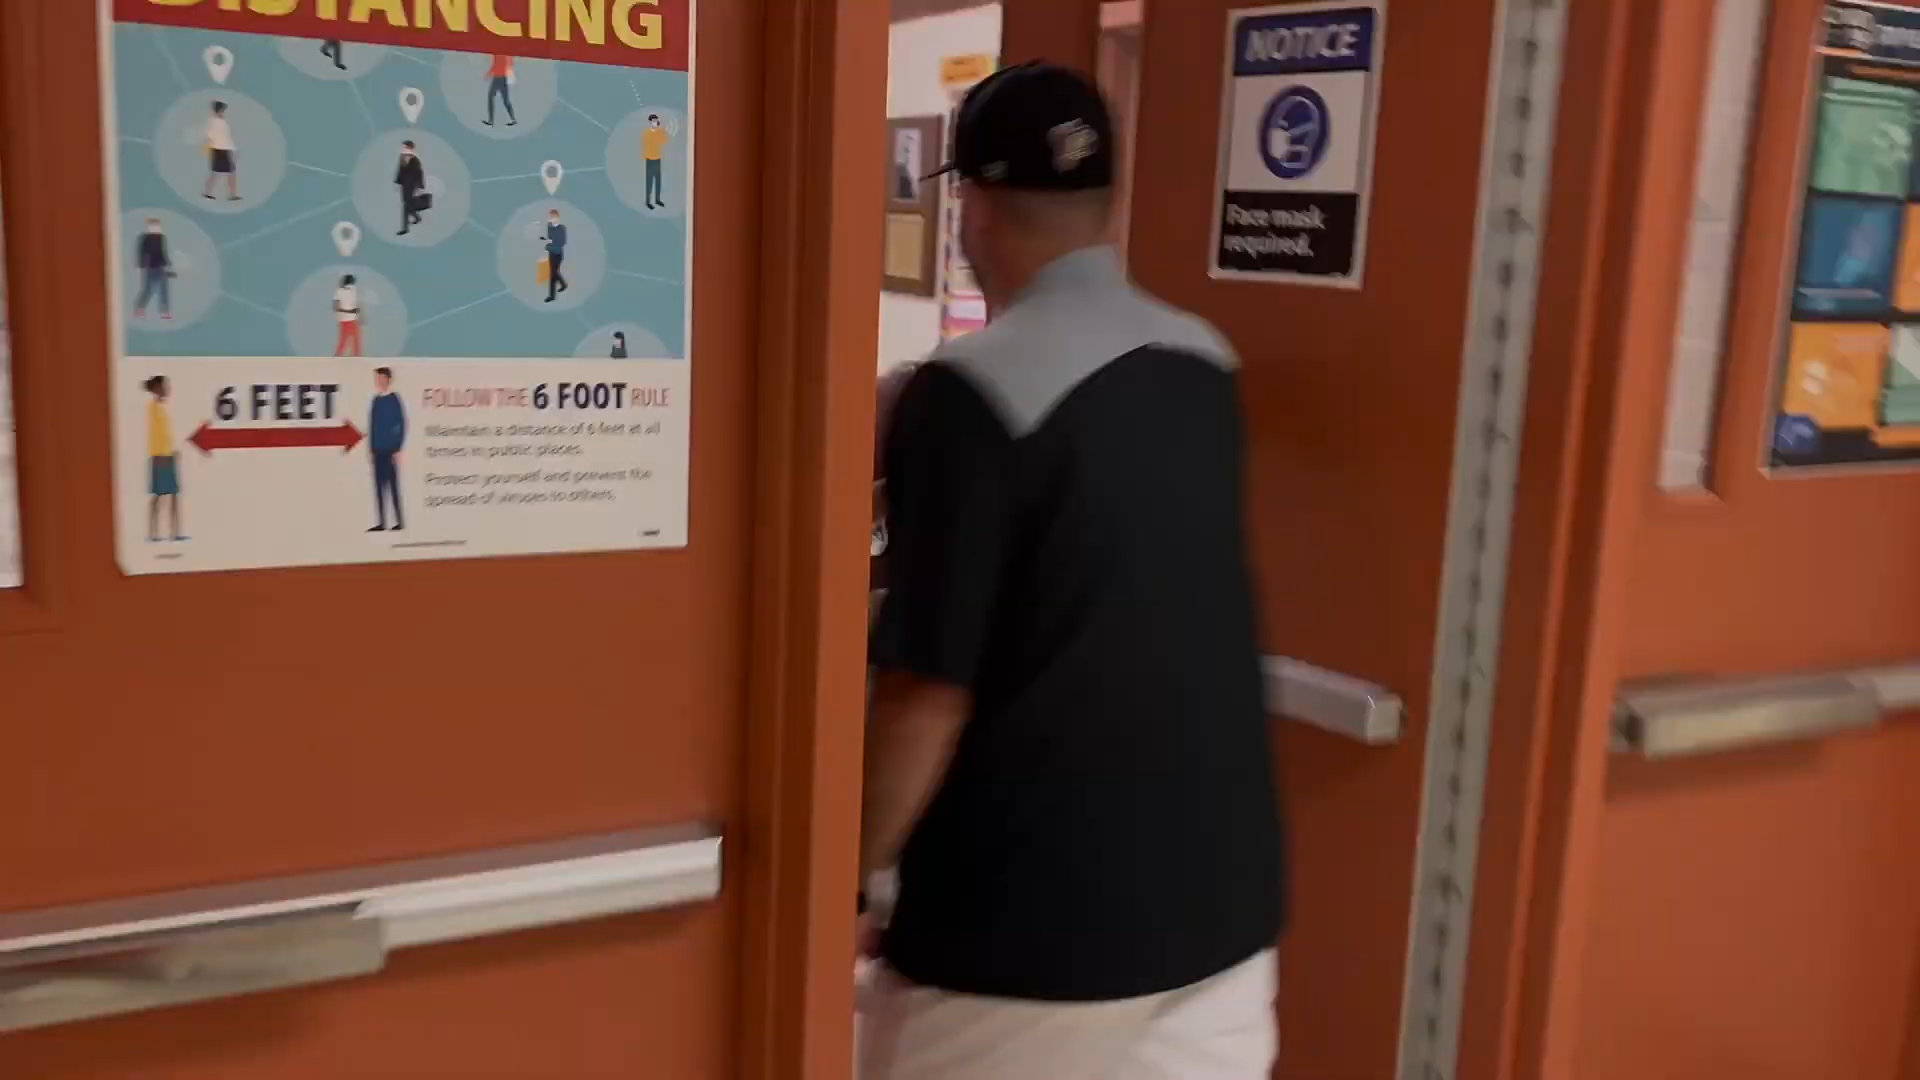 DISTANCING
6 FEET
FOLLOW THE 6 FOOT RULE
Maintain a distance of 6 feet at all
times in public places.
Protect yourself and prevent the
spread of viruses to others.
NOTICE
Face mask
required.